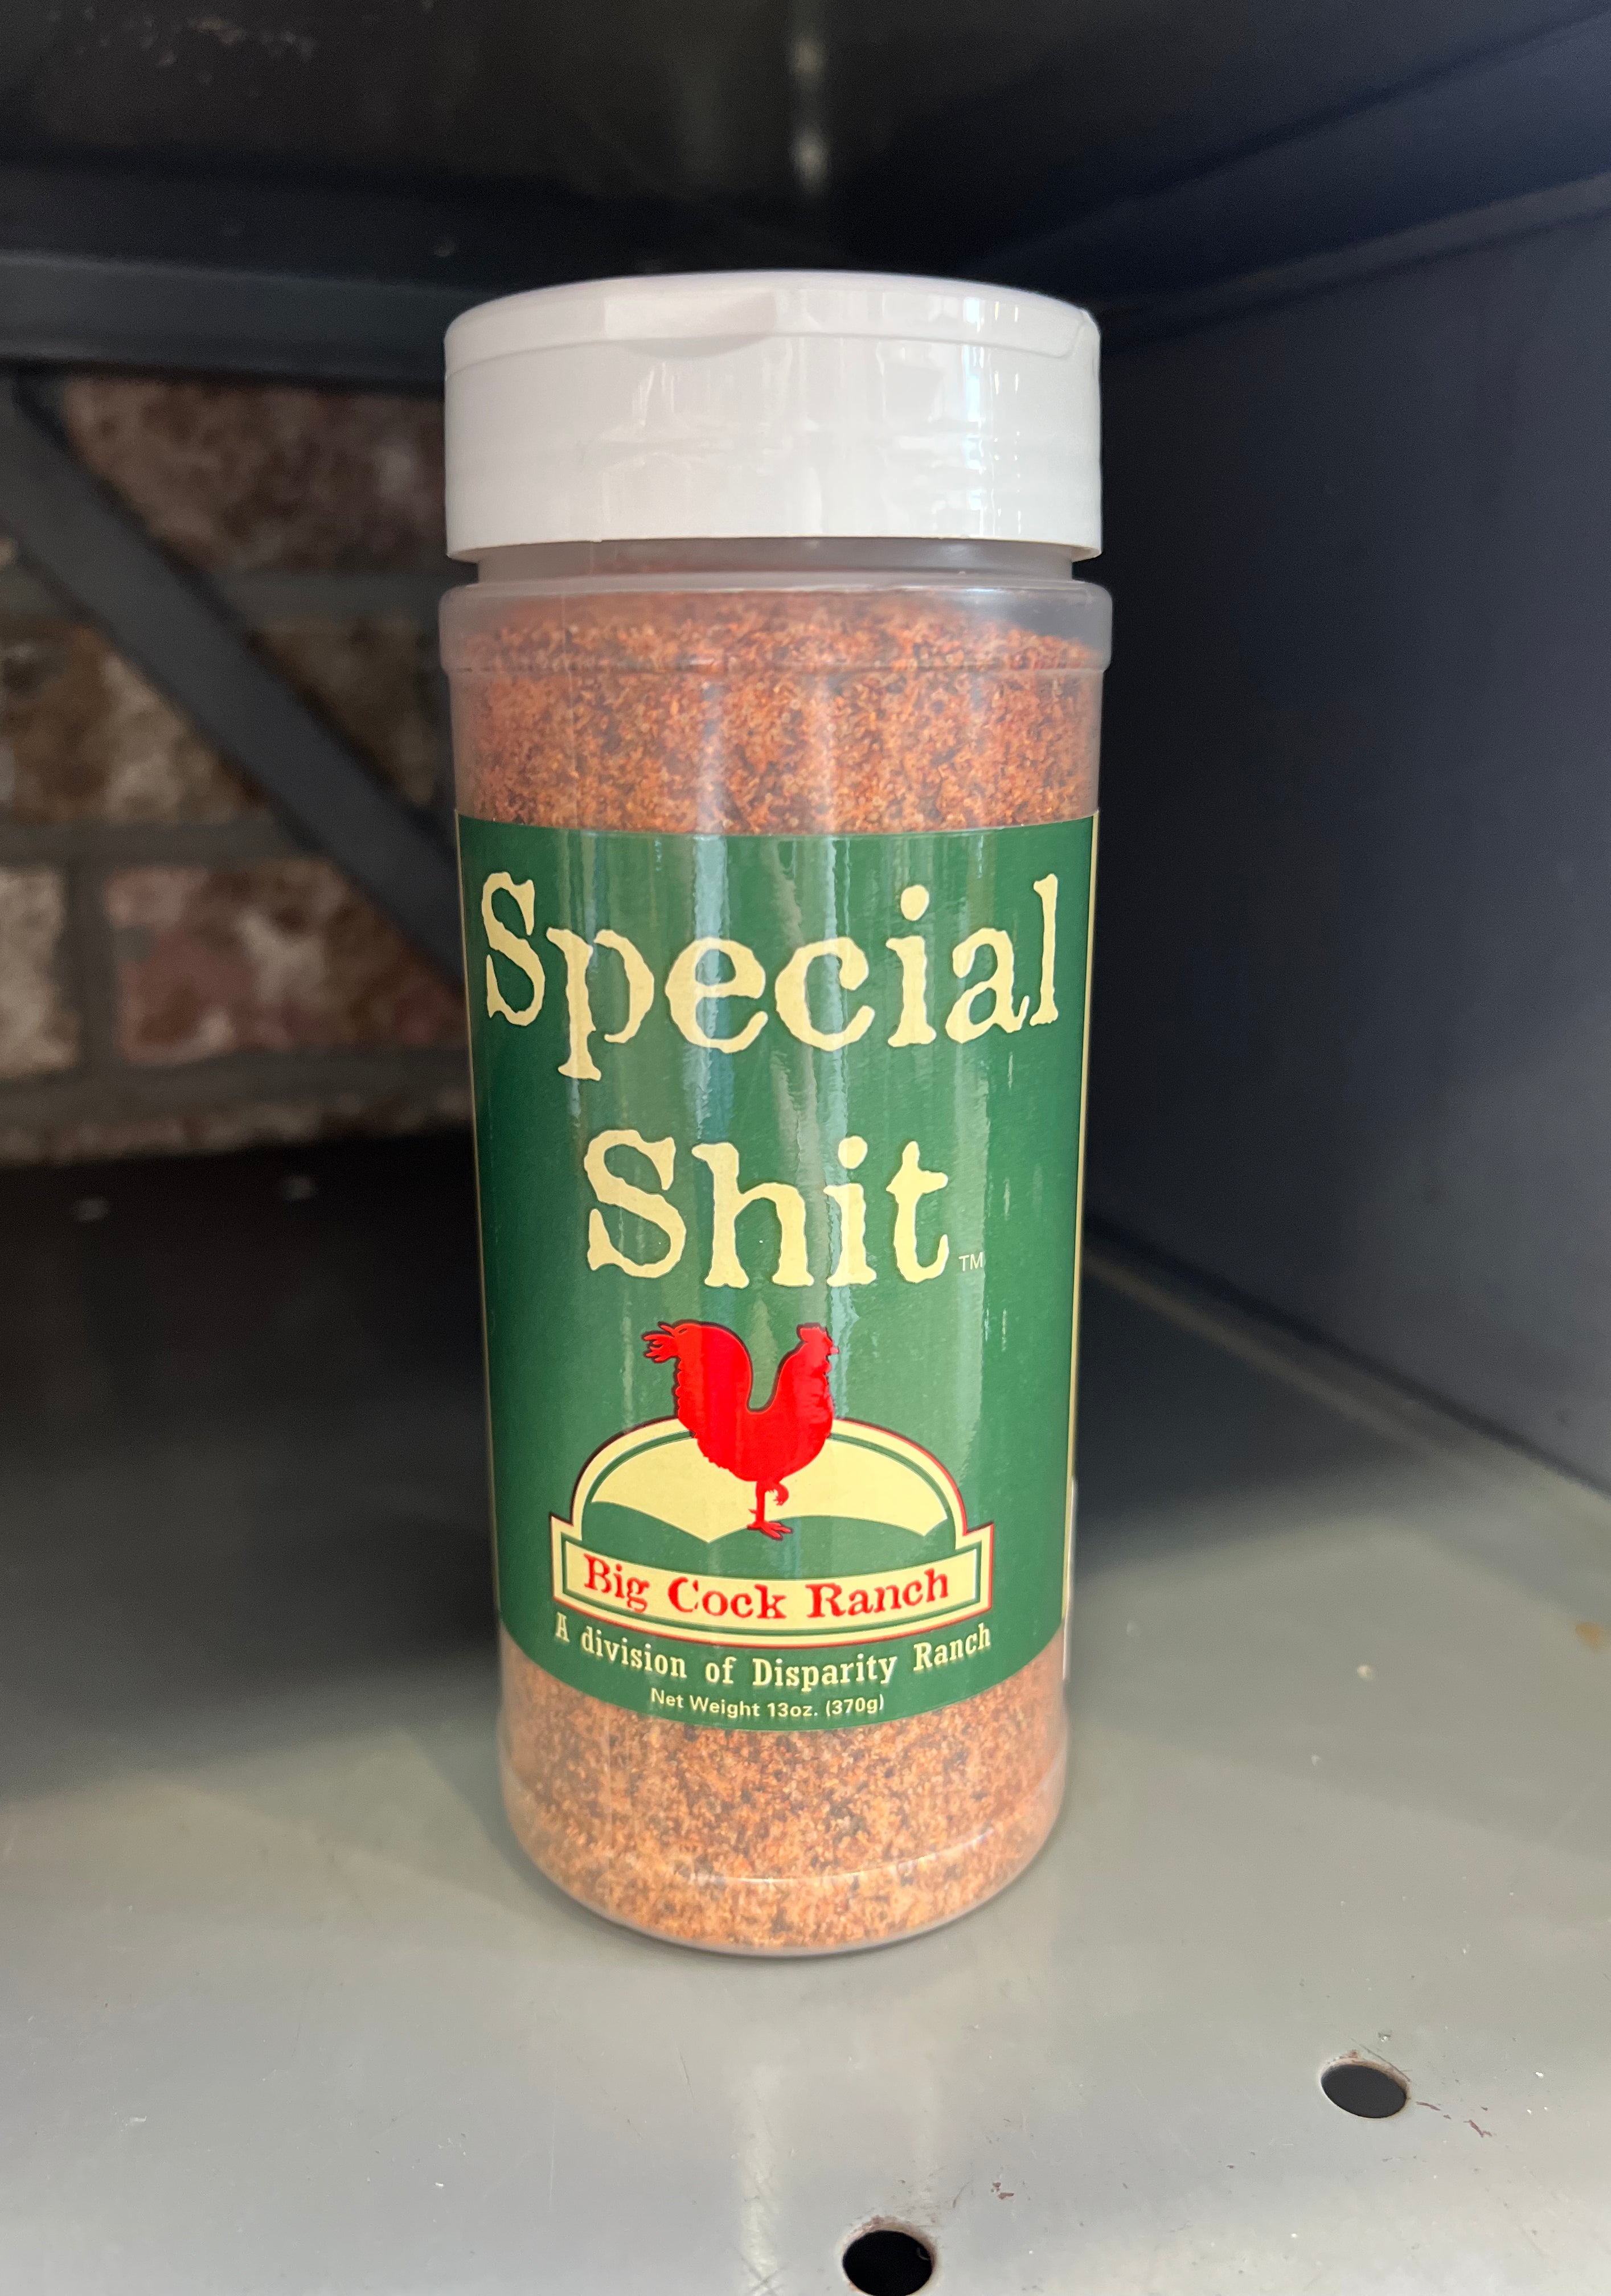 Special
Shit™
Big Cock Ranch
A division of Disparity Ranch
Net Weight 13oz. (370g)